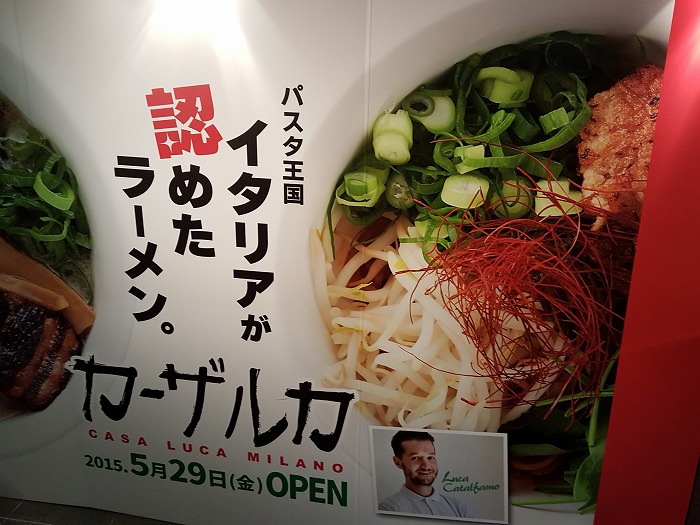 パスタ王国
イタリアが
認めた
ラーメン。
カーザルカ
CASA LUCA MILANO
2015.5月29日(金)OPEN
Luca
Catalfamo